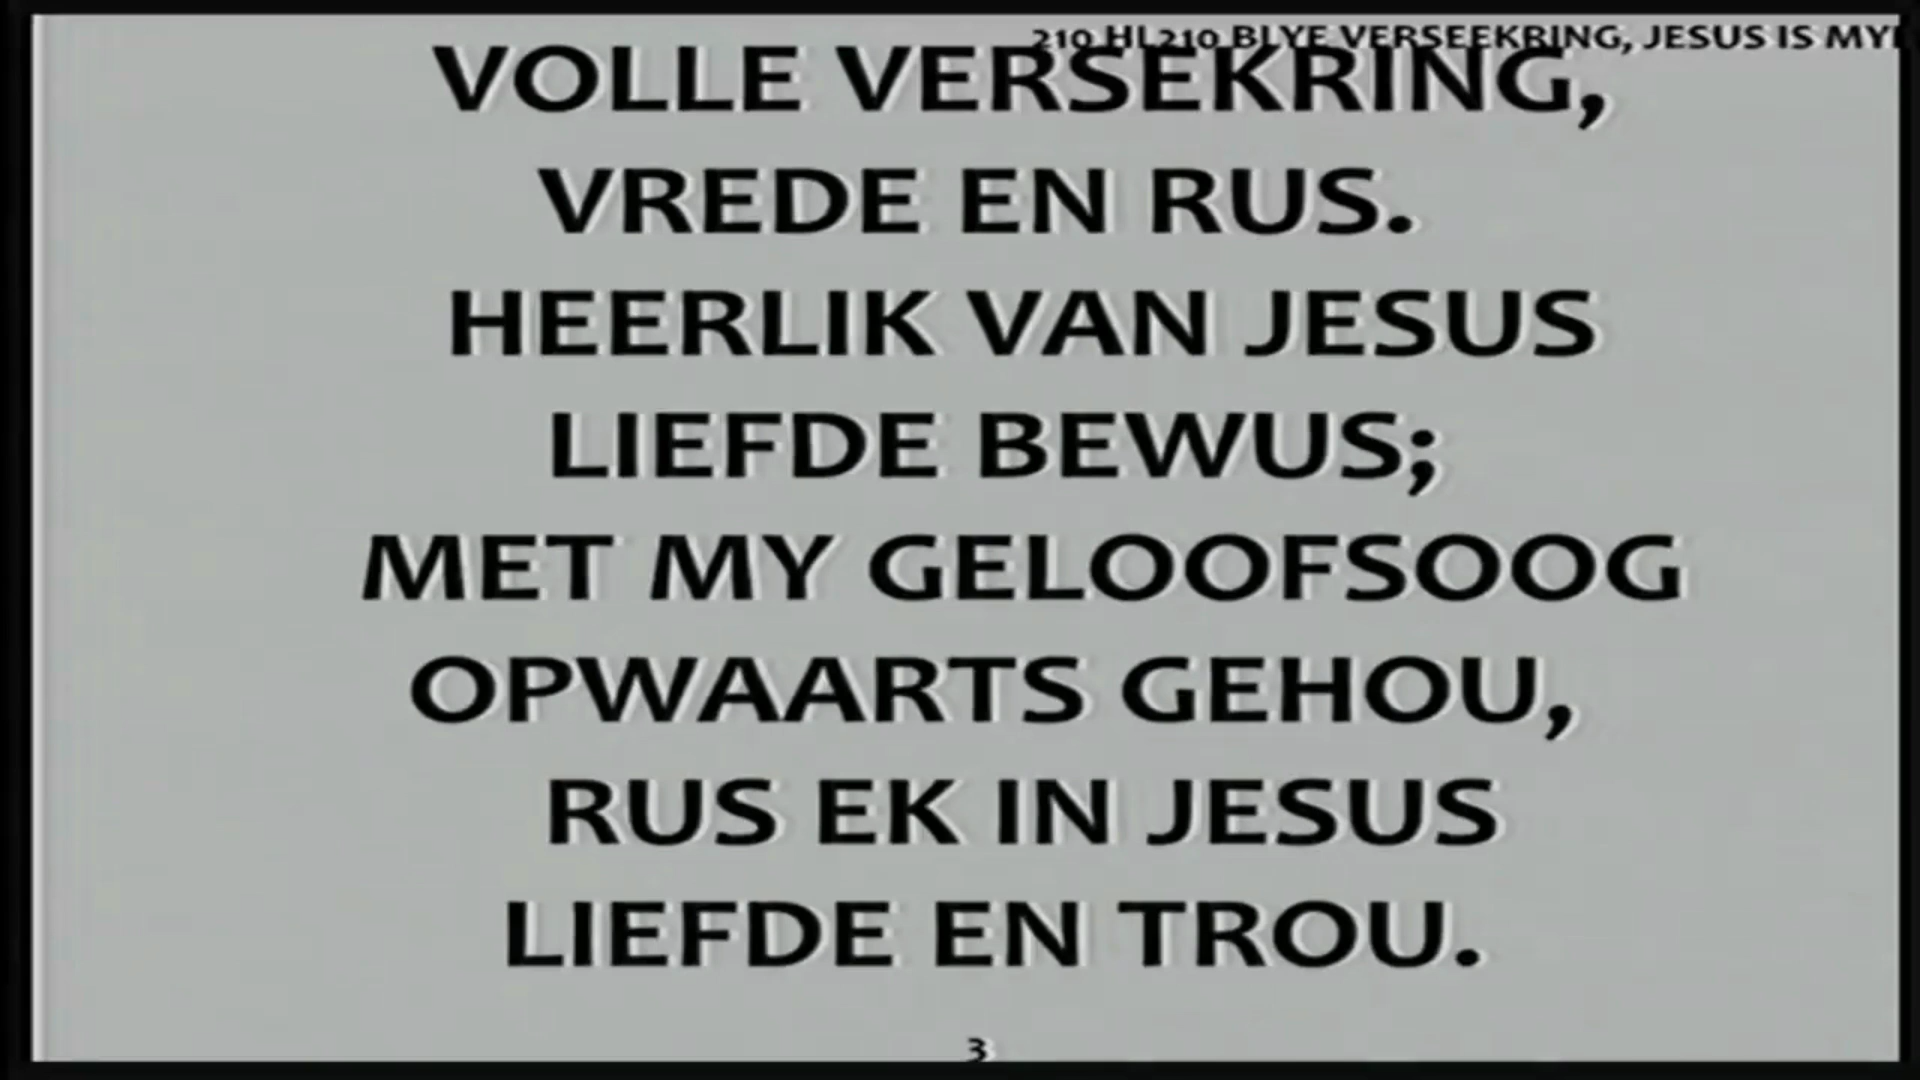 210 HL210 BLYE VERSEEKRING, JESUS IS MY
VOLLE VERSEKRING,
VREDE EN RUS.
HEERLIK VAN JESUS
LIEFDE BEWUS;
MET MY GELOOFSOOG
OPWAARTS GEHOU,
RUS EK IN JESUS
LIEFDE EN TROU.
3